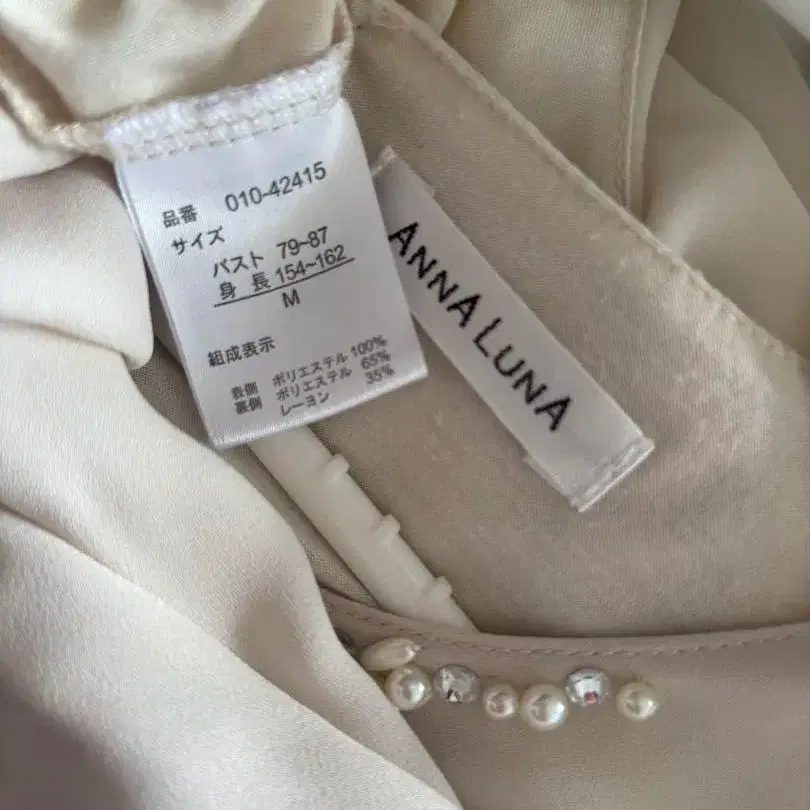 品番 010-42415
サイズ
バスト 79~87
身 長 154~162
M
組成表示
表側 ポリエステル 100%
裏側 ポリエステル 65%
レーヨン 35%
ANNA LUNA